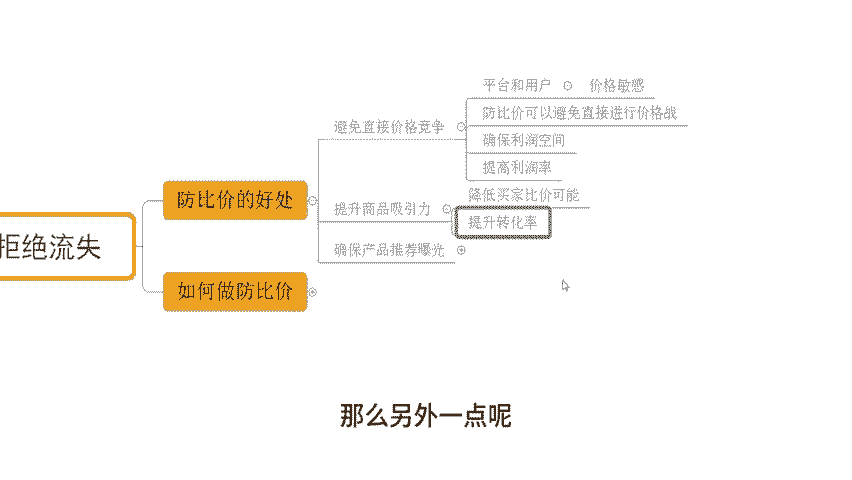 拒绝流失
防比价的好处
避免直接价格竞争
平台和用户
价格敏感
防比价可以避免直接进行价格战
确保利润空间
提高利润率
提升商品吸引力
降低买家比价可能
提升转化率
确保产品推荐曝光
如何做防比价
那么另外一点呢